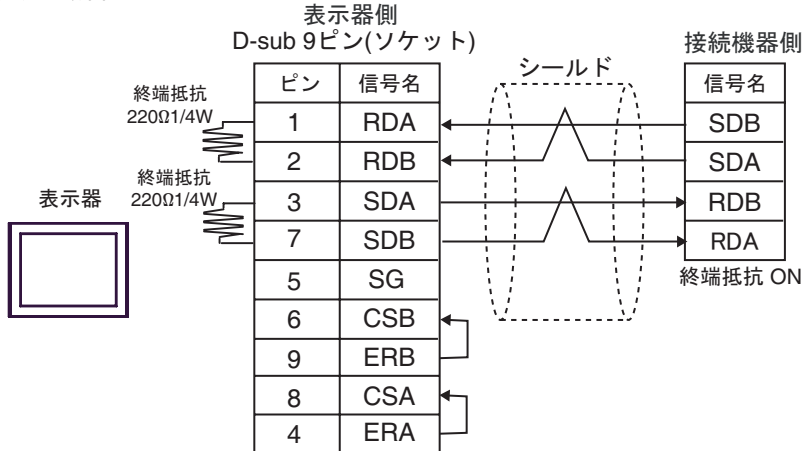 表示器側
D-sub 9ピン(ソケット)
接続機器側
シールド
ピン 信号名
信号名
終端抵抗
220Ω1/4W
1 RDA
SDB
2 RDB
SDA
終端抵抗
220Ω1/4W
表示器
3 SDA
RDB
7 SDB
RDA
5 SG
終端抵抗 ON
6 CSB
9 ERB
8 CSA
4 ERA